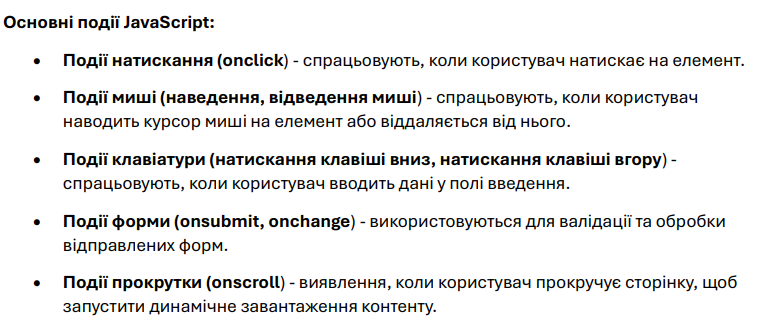 Основні події JavaScript:
• Події натискання (onclick) - спрацьовують, коли користувач натискає на елемент.
• Події миші (наведення, відведення миші) - спрацьовують, коли користувач
наводить курсор миші на елемент або віддаляється від нього.
• Події клавіатури (натискання клавіші вниз, натискання клавіші вгору) -
спрацьовують, коли користувач вводить дані у полі введення.
• Події форми (onsubmit, onchange) - використовуються для валідації та обробки
відправлених форм.
• Події прокрутки (onscroll) - виявлення, коли користувач прокручує сторінку, щоб
запустити динамічне завантаження контенту.